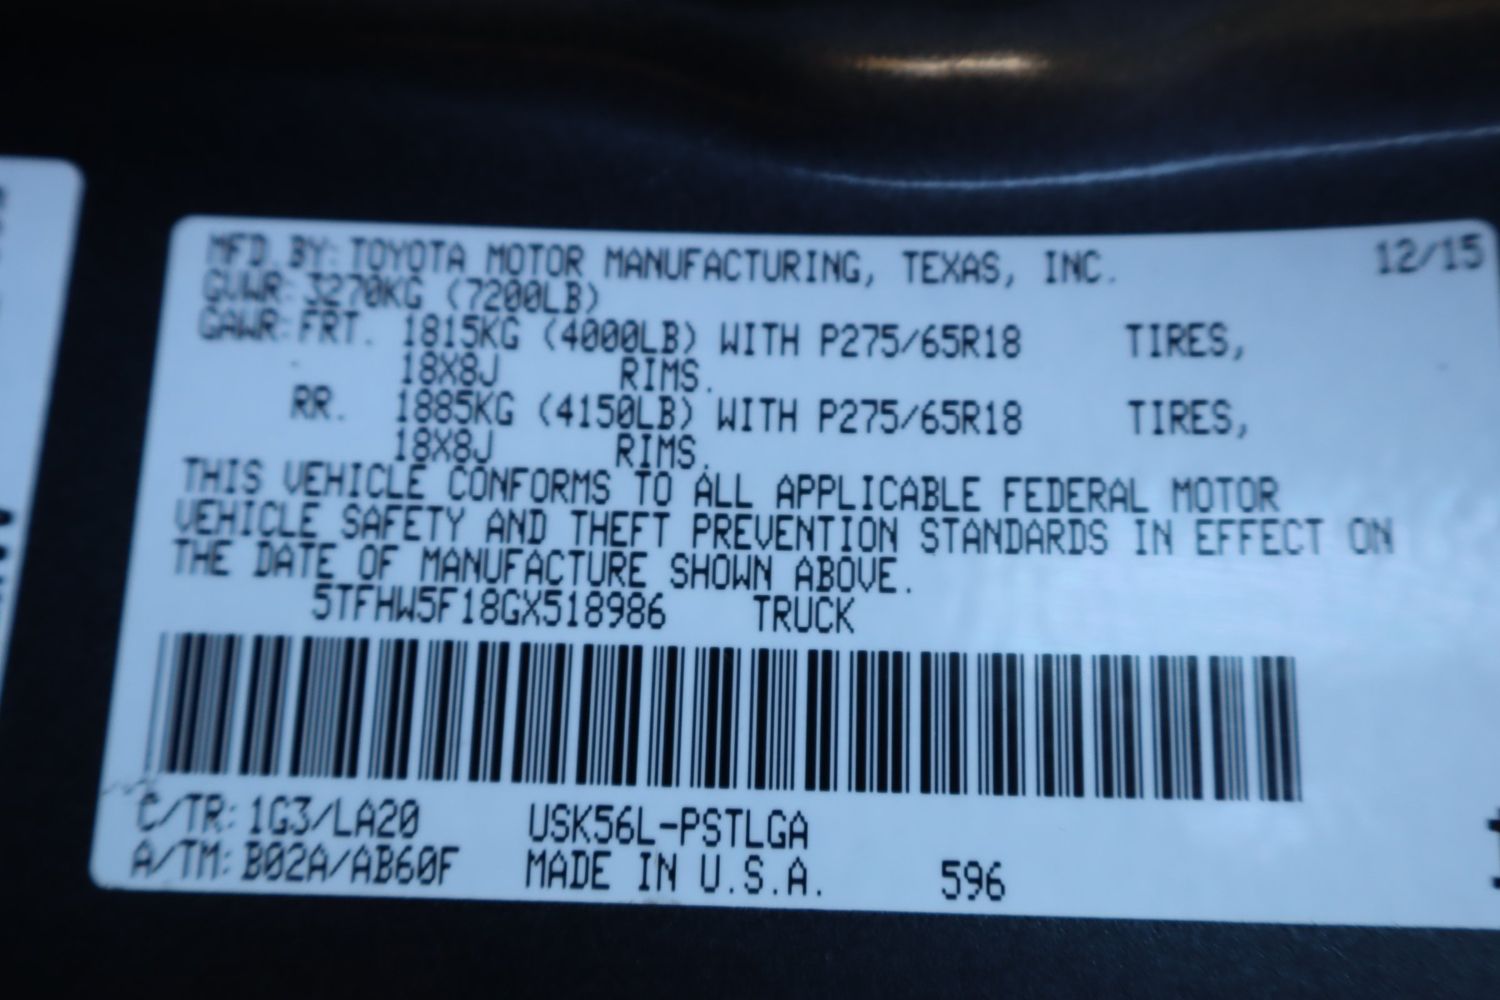 MFD. BY: TOYOTA MOTOR MANUFACTURING, TEXAS, INC. 12/15
GVWR: 3270KG (7200LB)
GAWR: FRT. 1815KG (4000LB) WITH P275/65R18 TIRES,
18X8J RIMS.
RR. 1885KG (4150LB) WITH P275/65R18 TIRES,
18X8J RIMS.
THIS VEHICLE CONFORMS TO ALL APPLICABLE FEDERAL MOTOR
VEHICLE SAFETY AND THEFT PREVENTION STANDARDS IN EFFECT ON
THE DATE OF MANUFACTURE SHOWN ABOVE.
5TFHW5F18GX518986 TRUCK
C/TR: 1G3/LA20 USK56L-PSTLGA
A/TM: B02A/AB60F MADE IN U.S.A. 596